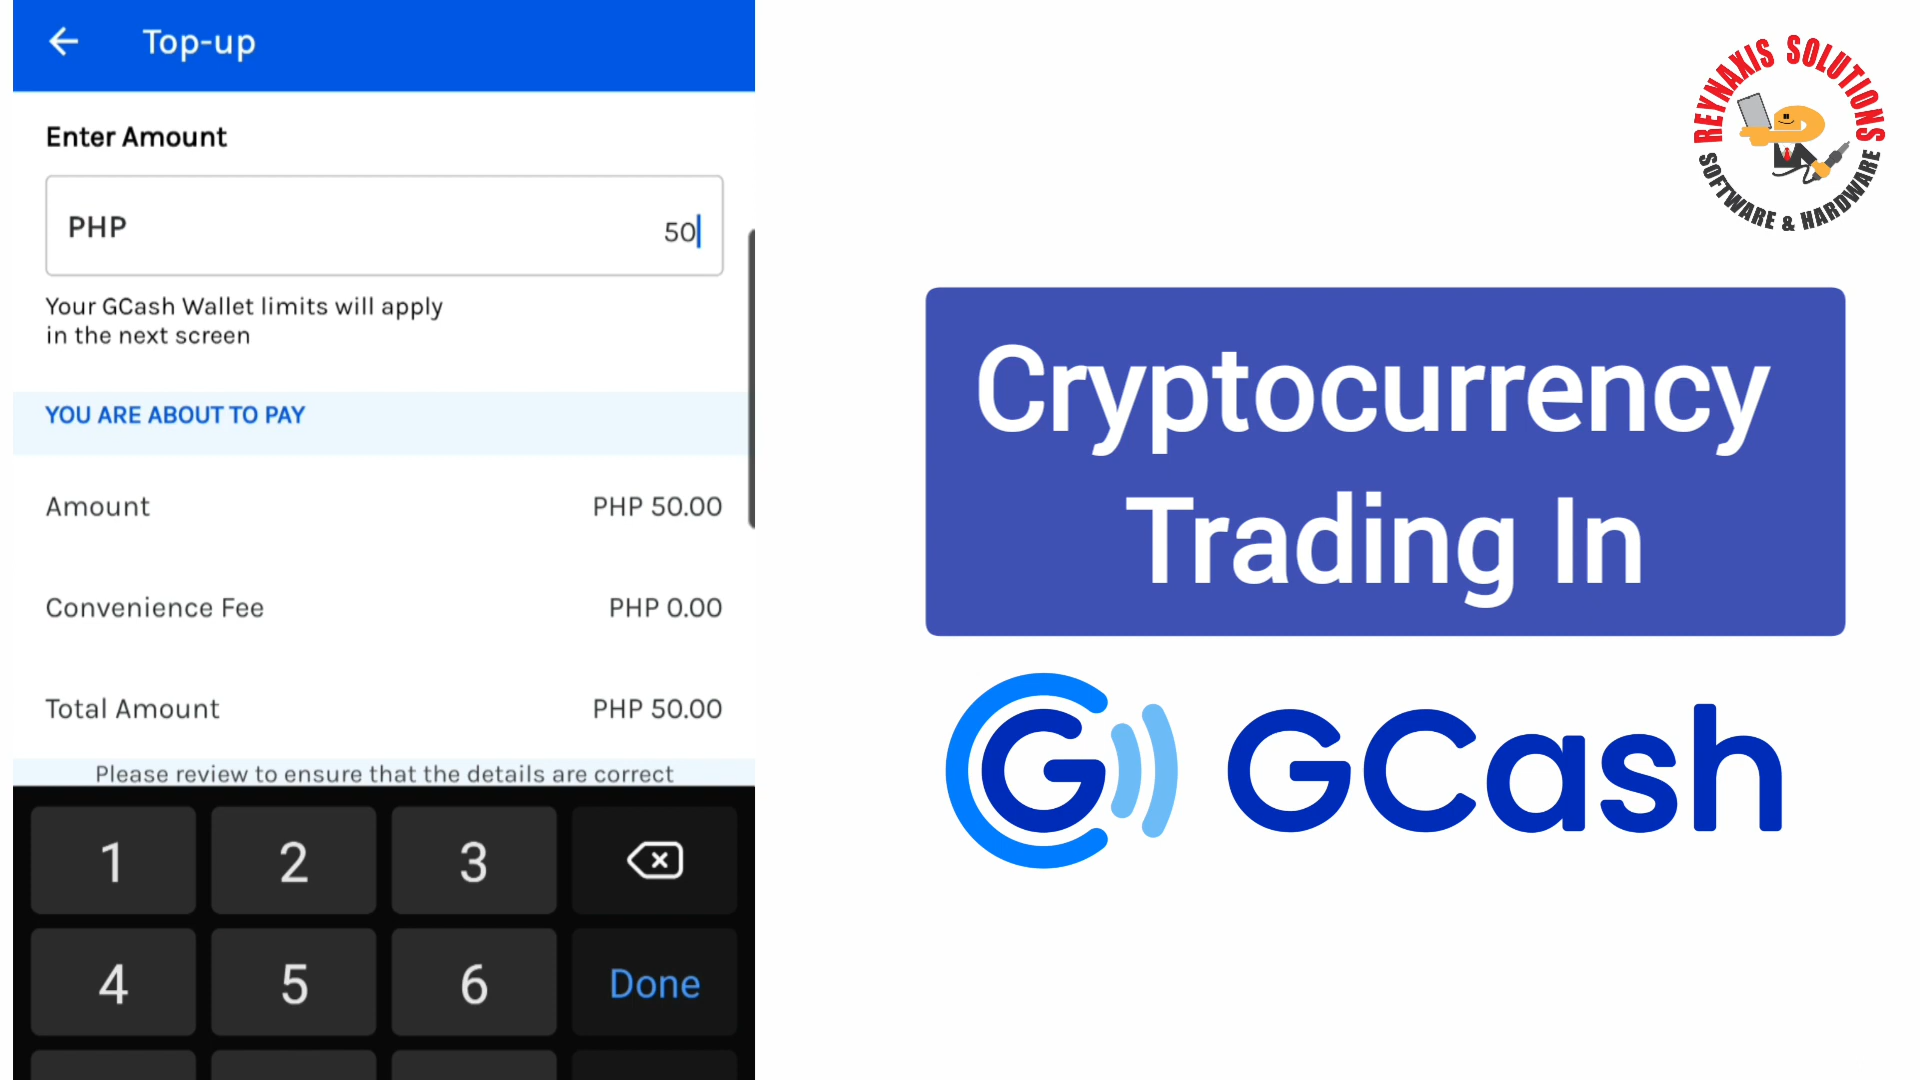 Top-up
Enter Amount
PHP 50
Your GCash Wallet limits will apply
in the next screen
YOU ARE ABOUT TO PAY
Amount PHP 50.00
Convenience Fee PHP 0.00
Total Amount PHP 50.00
Please review to ensure that the details are correct
1 2 3
4 5 6 Done
REYNAXIS SOLUTIONS
SOFTWARE & HARDWARE
Cryptocurrency
Trading In
G GCash